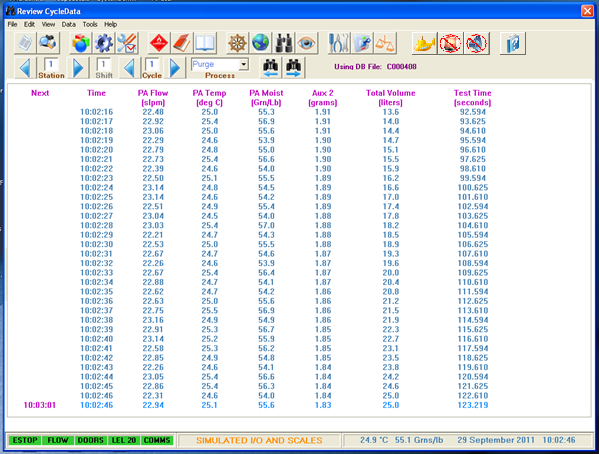 Review CycleData
File Edit View Data Tools Help
1 1 1 Purge
Station Shift Cycle Process Using DB File: C000408
Next Time PA Flow PA Temp PA Moist Aux 2 Total Volume Test Time
(slpm) (deg C) (Grn/Lb) (grams) (liters) (seconds)
10:02:16 22.48 25.0 55.3 1.91 13.6 92.594
10:02:17 22.92 25.4 56.9 1.91 14.0 93.625
10:02:18 23.06 25.0 55.6 1.91 14.4 94.610
10:02:19 22.29 24.6 53.9 1.90 14.7 95.594
10:02:20 22.79 24.8 55.0 1.90 15.1 96.610
10:02:21 22.73 25.4 56.6 1.90 15.5 97.625
10:02:22 22.39 24.6 54.0 1.90 15.9 98.610
10:02:23 22.50 25.1 55.5 1.89 16.2 99.594
10:02:24 23.14 24.8 54.5 1.89 16.6 100.625
10:02:25 23.14 24.6 54.2 1.89 17.0 101.610
10:02:26 22.51 24.9 55.4 1.89 17.4 102.594
10:02:27 23.04 24.5 54.0 1.88 17.8 103.625
10:02:28 23.03 25.4 57.0 1.88 18.2 104.610
10:02:29 22.21 24.7 54.3 1.88 18.5 105.594
10:02:30 22.53 25.0 55.5 1.88 18.9 106.625
10:02:31 22.67 24.7 54.6 1.87 19.3 107.610
10:02:32 22.26 24.6 53.9 1.87 19.6 108.594
10:02:33 22.67 25.4 56.4 1.87 20.0 109.625
10:02:34 22.88 24.7 54.1 1.87 20.4 110.610
10:02:35 22.62 24.7 54.2 1.86 20.8 111.594
10:02:36 22.63 25.0 55.6 1.86 21.2 112.625
10:02:37 22.75 25.5 56.9 1.86 21.5 113.610
10:02:38 23.16 24.9 54.9 1.86 21.9 114.594
10:02:39 22.91 25.3 56.7 1.85 22.3 115.625
10:02:40 23.14 25.2 55.9 1.85 22.7 116.610
10:02:41 22.58 25.3 56.2 1.85 23.1 117.594
10:02:42 22.85 24.9 54.8 1.85 23.5 118.625
10:02:43 22.26 24.6 54.1 1.84 23.8 119.610
10:02:44 23.05 25.4 56.6 1.84 24.2 120.594
10:02:45 22.86 25.4 56.3 1.84 24.6 121.625
10:02:46 22.31 24.6 54.0 1.84 25.0 122.610
10:03:01 10:02:46 22.94 25.1 55.6 1.83 25.0 123.219
ESTOP FLOW DOORS LEL 20 COMMS SIMULATED I/O AND SCALES 24.9 °C 55.1 Grns/lb 29 September 2011 10:02:46